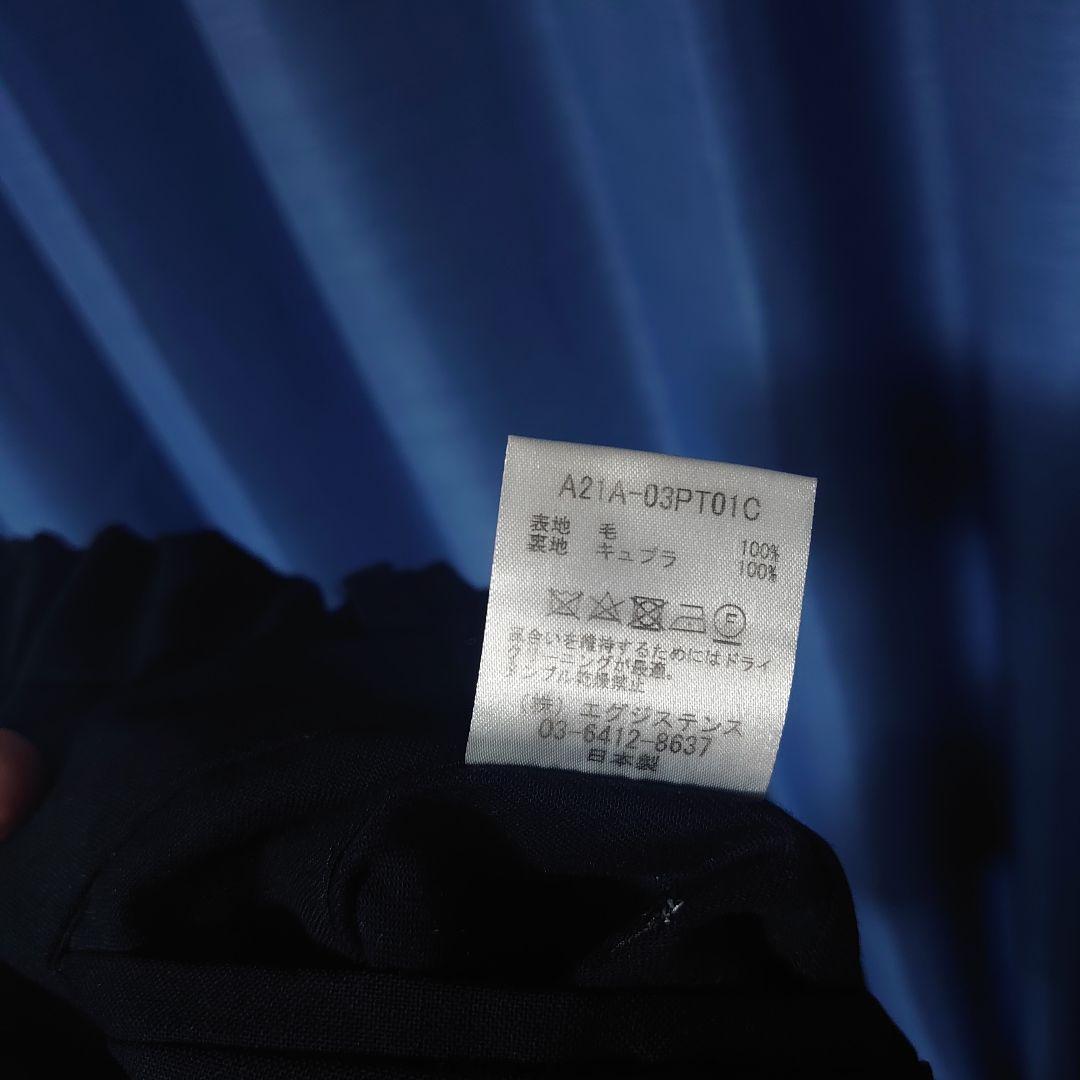 A21A-03PT01C
表地 毛 100%
裏地 キュプラ 100%
F
風合いを維持するためにはドライ
クリーニングが最適。
タンブル乾燥禁止
(株) エグジステンス
03-6412-8637
日本製